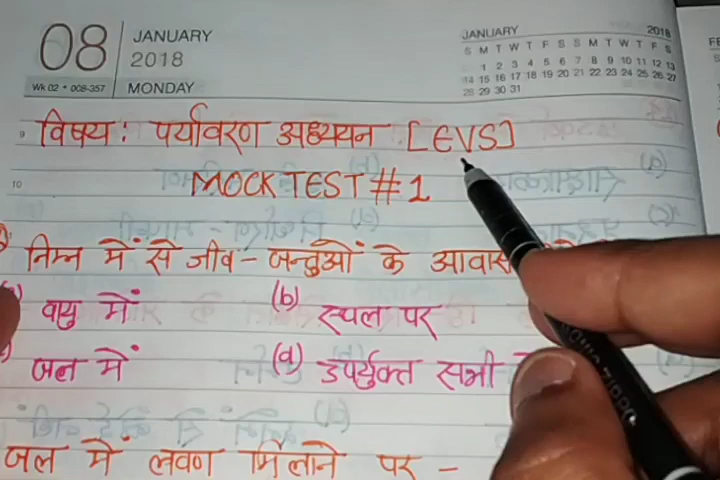 08 JANUARY 2018
Wk 02 • 008-357 MONDAY
JANUARY 2018
S M T W T F S S M T W T F S
1 2 3 4 5 6 7 8 9 10 11 12 13
14 15 16 17 18 19 20 21 22 23 24 25 26 27
28 29 30 31
9 विषय : पर्यावरण अध्ययन [EVS]
10 MOCK TEST # 1
निम्न में से जीव - जन्तुओं के आवास
वायु में (b) स्थल पर
जल में (d) उपर्युक्त सभी
जल में लवण मिलाने पर -